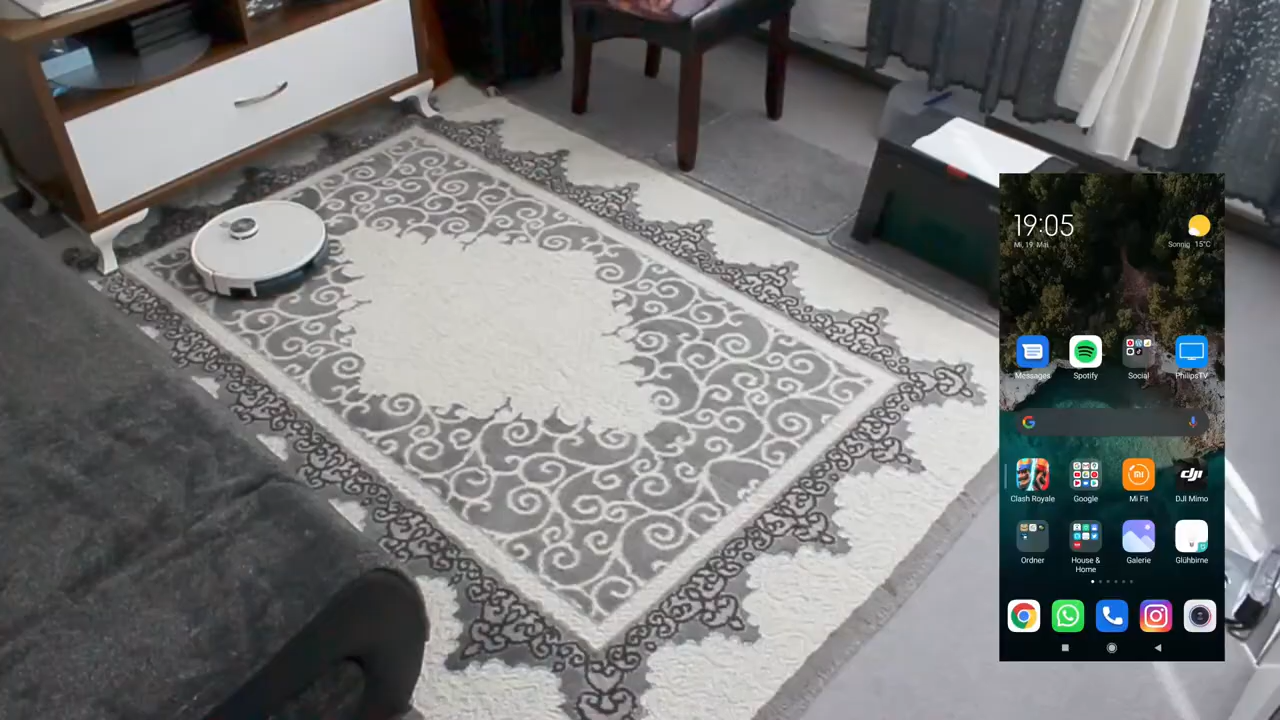 19:05
Mi, 19. Mai
Sonnig 15°C
Messages
Spotify
Social
PhilipsTV
Clash Royale
Google
Mi Fit
DJI Mimo
Ordner
House &
Home
Galerie
Glühbirne